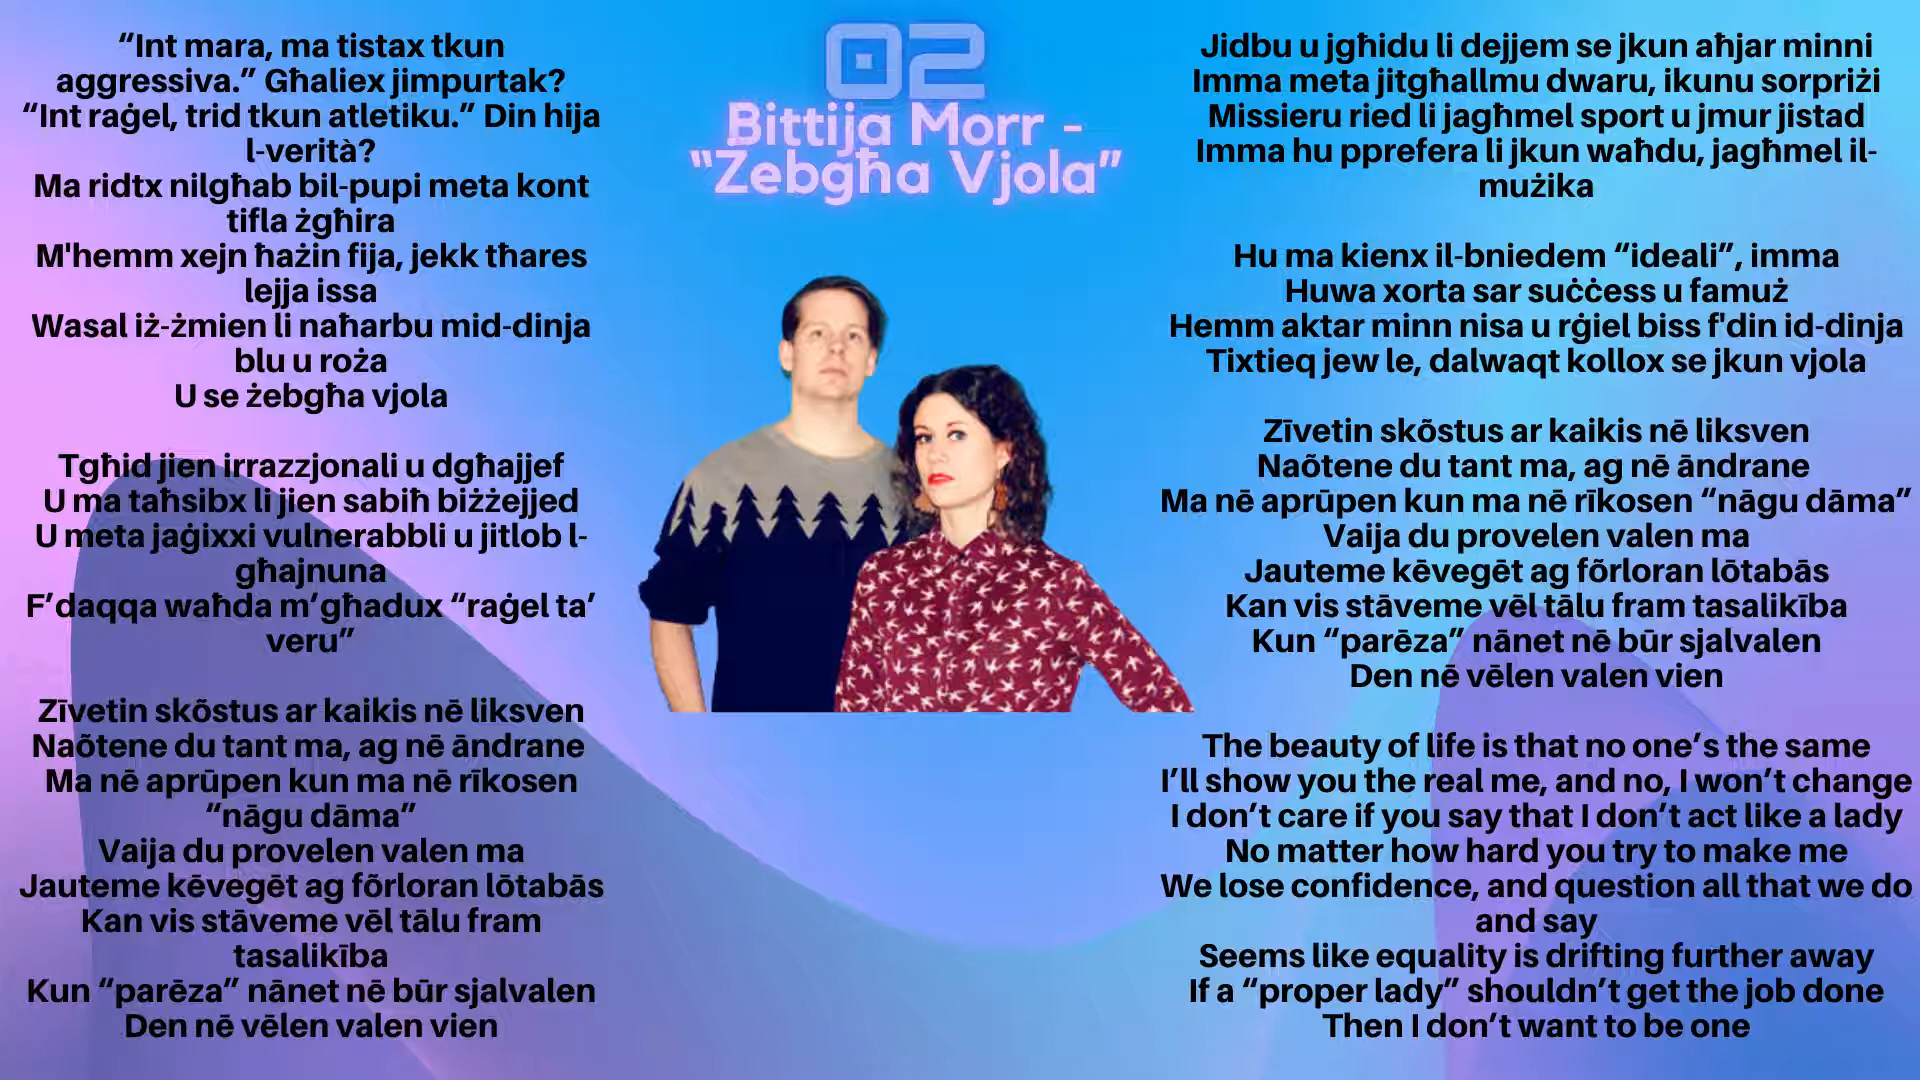 02
Bittija Morr -
“Żebgħa Vjola”
“Int mara, ma tistax tkun
aggressiva.” Għaliex jimpurtak?
“Int raġel, trid tkun atletiku.” Din hija
l-verità?
Ma ridtx nilgħab bil-pupi meta kont
tifla żgħira
M'hemm xejn ħażin fija, jekk tħares
lejja issa
Wasal iż-żmien li naħarbu mid-dinja
blu u roża
U se żebgħa vjola
Tgħid jien irrazzjonali u dgħajjef
U ma taħsibx li jien sabiħ biżżejjed
U meta jaġixxi vulnerabbli u jitlob l-
għajnuna
F’daqqa waħda m’għadux “raġel ta’
veru”
Zīvetin skõstus ar kaikis nē liksven
Naõtene du tant ma, ag nē āndrane
Ma nē aprūpen kun ma nē rīkosen
“nāgu dāma”
Vaija du provelen valen ma
Jauteme kēvegēt ag fõrloran lōtabās
Kan vis stāveme vēl tālu fram
tasalikība
Kun “parēza” nānet nē būr sjalvalen
Den nē vēlen valen vien
Jidbu u jgħidu li dejjem se jkun aħjar minni
Imma meta jitgħallmu dwaru, ikunu sorpriżi
Missieru ried li jagħmel sport u jmur jistad
Imma hu pprefera li jkun waħdu, jagħmel il-
mużika
Hu ma kienx il-bniedem “ideali”, imma
Huwa xorta sar suċċess u famuż
Hemm aktar minn nisa u rġiel biss f'din id-dinja
Tixtieq jew le, dalwaqt kollox se jkun vjola
Zīvetin skõstus ar kaikis nē liksven
Naõtene du tant ma, ag nē āndrane
Ma nē aprūpen kun ma nē rīkosen “nāgu dāma”
Vaija du provelen valen ma
Jauteme kēvegēt ag fõrloran lōtabās
Kan vis stāveme vēl tālu fram tasalikība
Kun “parēza” nānet nē būr sjalvalen
Den nē vēlen valen vien
The beauty of life is that no one’s the same
I’ll show you the real me, and no, I won’t change
I don’t care if you say that I don’t act like a lady
No matter how hard you try to make me
We lose confidence, and question all that we do
and say
Seems like equality is drifting further away
If a “proper lady” shouldn’t get the job done
Then I don’t want to be one